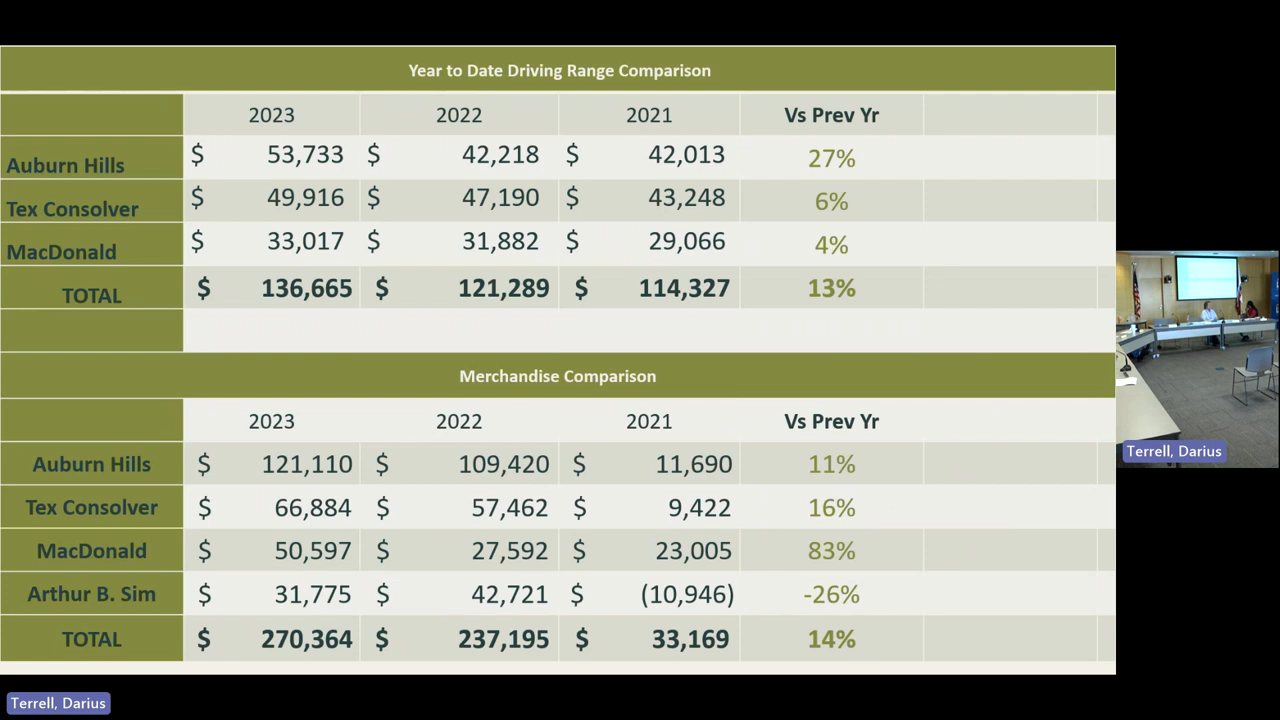 Year to Date Driving Range Comparison
2023 2022 2021 Vs Prev Yr
Auburn Hills $ 53,733 $ 42,218 $ 42,013 27%
Tex Consolver $ 49,916 $ 47,190 $ 43,248 6%
MacDonald $ 33,017 $ 31,882 $ 29,066 4%
TOTAL $ 136,665 $ 121,289 $ 114,327 13%
Merchandise Comparison
2023 2022 2021 Vs Prev Yr
Auburn Hills $ 121,110 $ 109,420 $ 11,690 11%
Tex Consolver $ 66,884 $ 57,462 $ 9,422 16%
MacDonald $ 50,597 $ 27,592 $ 23,005 83%
Arthur B. Sim $ 31,775 $ 42,721 $ (10,946) -26%
TOTAL $ 270,364 $ 237,195 $ 33,169 14%
Terrell, Darius
Terrell, Darius